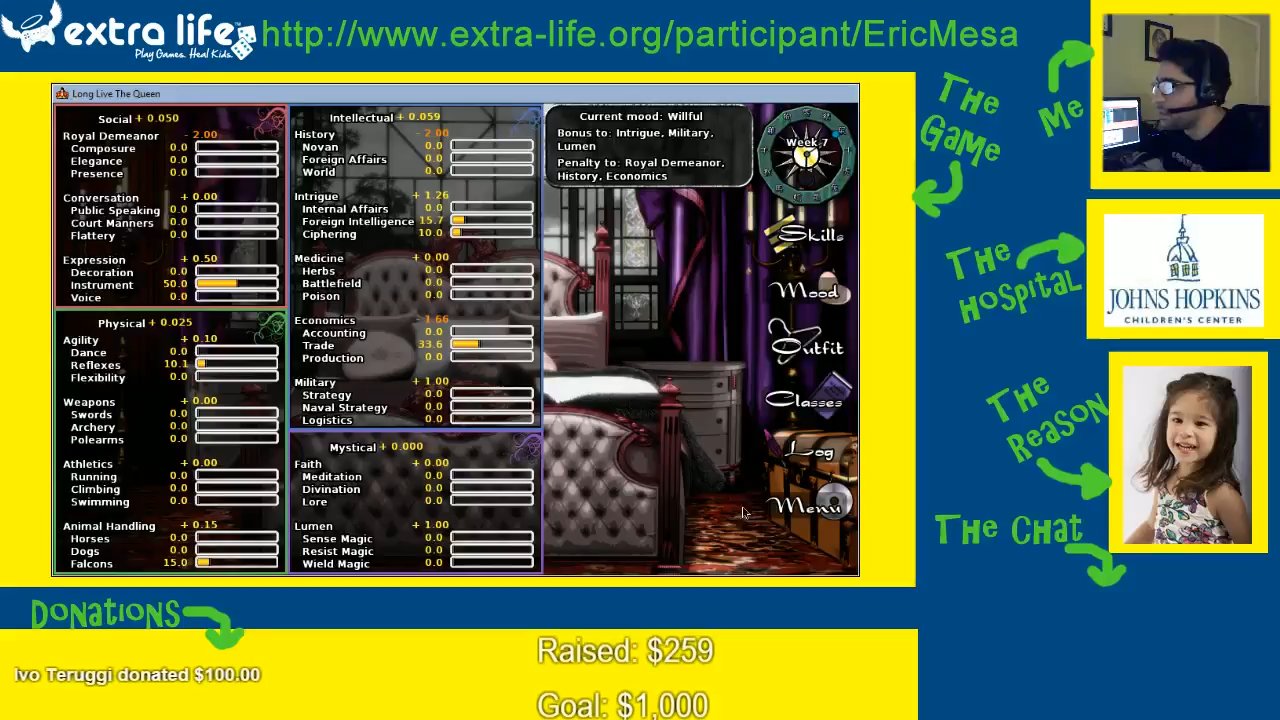 extra life
Play Games. Heal Kids.
http://www.extra-life.org/participant/EricMesa
Long Live The Queen
Social + 0.050
Royal Demeanor - 2.00
Composure 0.0
Elegance 0.0
Presence 0.0
Conversation + 0.00
Public Speaking 0.0
Court Manners 0.0
Flattery 0.0
Expression + 0.50
Decoration 0.0
Instrument 50.0
Voice 0.0
Physical + 0.025
Agility + 0.10
Dance 0.0
Reflexes 10.1
Flexibility 0.0
Weapons + 0.00
Swords 0.0
Archery 0.0
Polearms 0.0
Athletics + 0.00
Running 0.0
Climbing 0.0
Swimming 0.0
Animal Handling + 0.15
Horses 0.0
Dogs 0.0
Falcons 15.0
Intellectual + 0.059
History - 2.00
Novan 0.0
Foreign Affairs 0.0
World 0.0
Intrigue + 1.26
Internal Affairs 0.0
Foreign Intelligence 15.7
Ciphering 10.0
Medicine + 0.00
Herbs 0.0
Battlefield 0.0
Poison 0.0
Economics - 1.66
Accounting 0.0
Trade 33.6
Production 0.0
Military + 1.00
Strategy 0.0
Naval Strategy 0.0
Logistics 0.0
Mystical + 0.000
Faith + 0.00
Meditation 0.0
Divination 0.0
Lore 0.0
Lumen + 1.00
Sense Magic 0.0
Resist Magic 0.0
Wield Magic 0.0
Current mood: Willful
Bonus to: Intrigue, Military,
Lumen
Penalty to: Royal Demeanor,
History, Economics
Week 7
Skills
Mood
Outfit
Classes
Log
Menu
The
Game
Me
The
Hospital
JOHNS HOPKINS
CHILDREN'S CENTER
The
Reason
The Chat
Donations
Ivo Teruggi donated $100.00
Raised: $259
Goal: $1,000